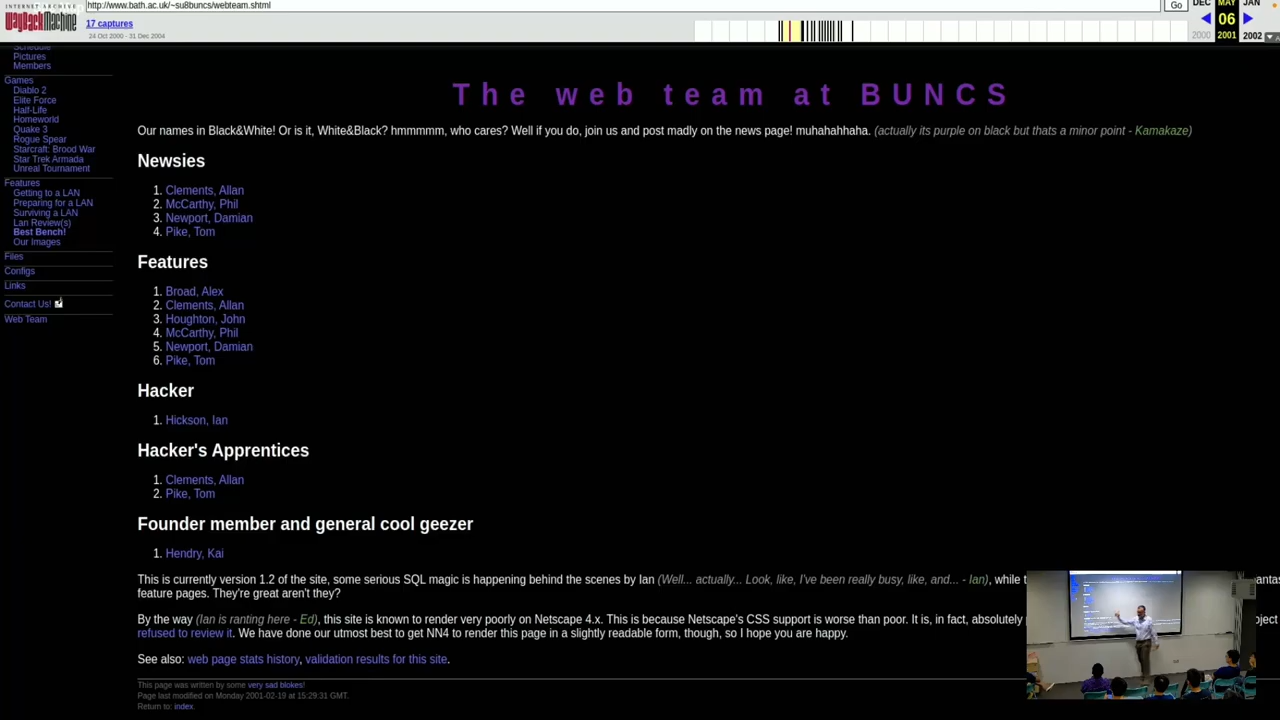 INTERNET ARCHIVE
WayBackMachine
http://www.bath.ac.uk/~su8buncs/webteam.shtml
Go
DEC MAY JAN
17 captures
06
24 Oct 2000 - 31 Dec 2004
2000 2001 2002
Schedule
Pictures
Members
Games
Diablo 2
Elite Force
Half-Life
Homeworld
Quake 3
Rogue Spear
Starcraft: Brood War
Star Trek Armada
Unreal Tournament
Features
Getting to a LAN
Preparing for a LAN
Surviving a LAN
Lan Review(s)
Best Bench!
Our Images
Files
Configs
Links
Contact Us!
Web Team
The web team at BUNCS
Our names in Black&White! Or is it, White&Black? hmmmmm, who cares? Well if you do, join us and post madly on the news page! muhahahhaha. (actually its purple on black but thats a minor point - Kamakaze)
Newsies
1. Clements, Allan
2. McCarthy, Phil
3. Newport, Damian
4. Pike, Tom
Features
1. Broad, Alex
2. Clements, Allan
3. Houghton, John
4. McCarthy, Phil
5. Newport, Damian
6. Pike, Tom
Hacker
1. Hickson, Ian
Hacker's Apprentices
1. Clements, Allan
2. Pike, Tom
Founder member and general cool geezer
1. Hendry, Kai
This is currently version 1.2 of the site, some serious SQL magic is happening behind the scenes by Ian (Well... actually... Look, like, I've been really busy, like, and... - Ian), while
feature pages. They're great aren't they?
By the way (Ian is ranting here - Ed), this site is known to render very poorly on Netscape 4.x. This is because Netscape's CSS support is worse than poor. It is, in fact, absolutely
refused to review it. We have done our utmost best to get NN4 to render this page in a slightly readable form, though, so I hope you are happy.
See also: web page stats history, validation results for this site.
This page was written by some very sad blokes!
Page last modified on Monday 2001-02-19 at 15:29:31 GMT.
Return to: index.